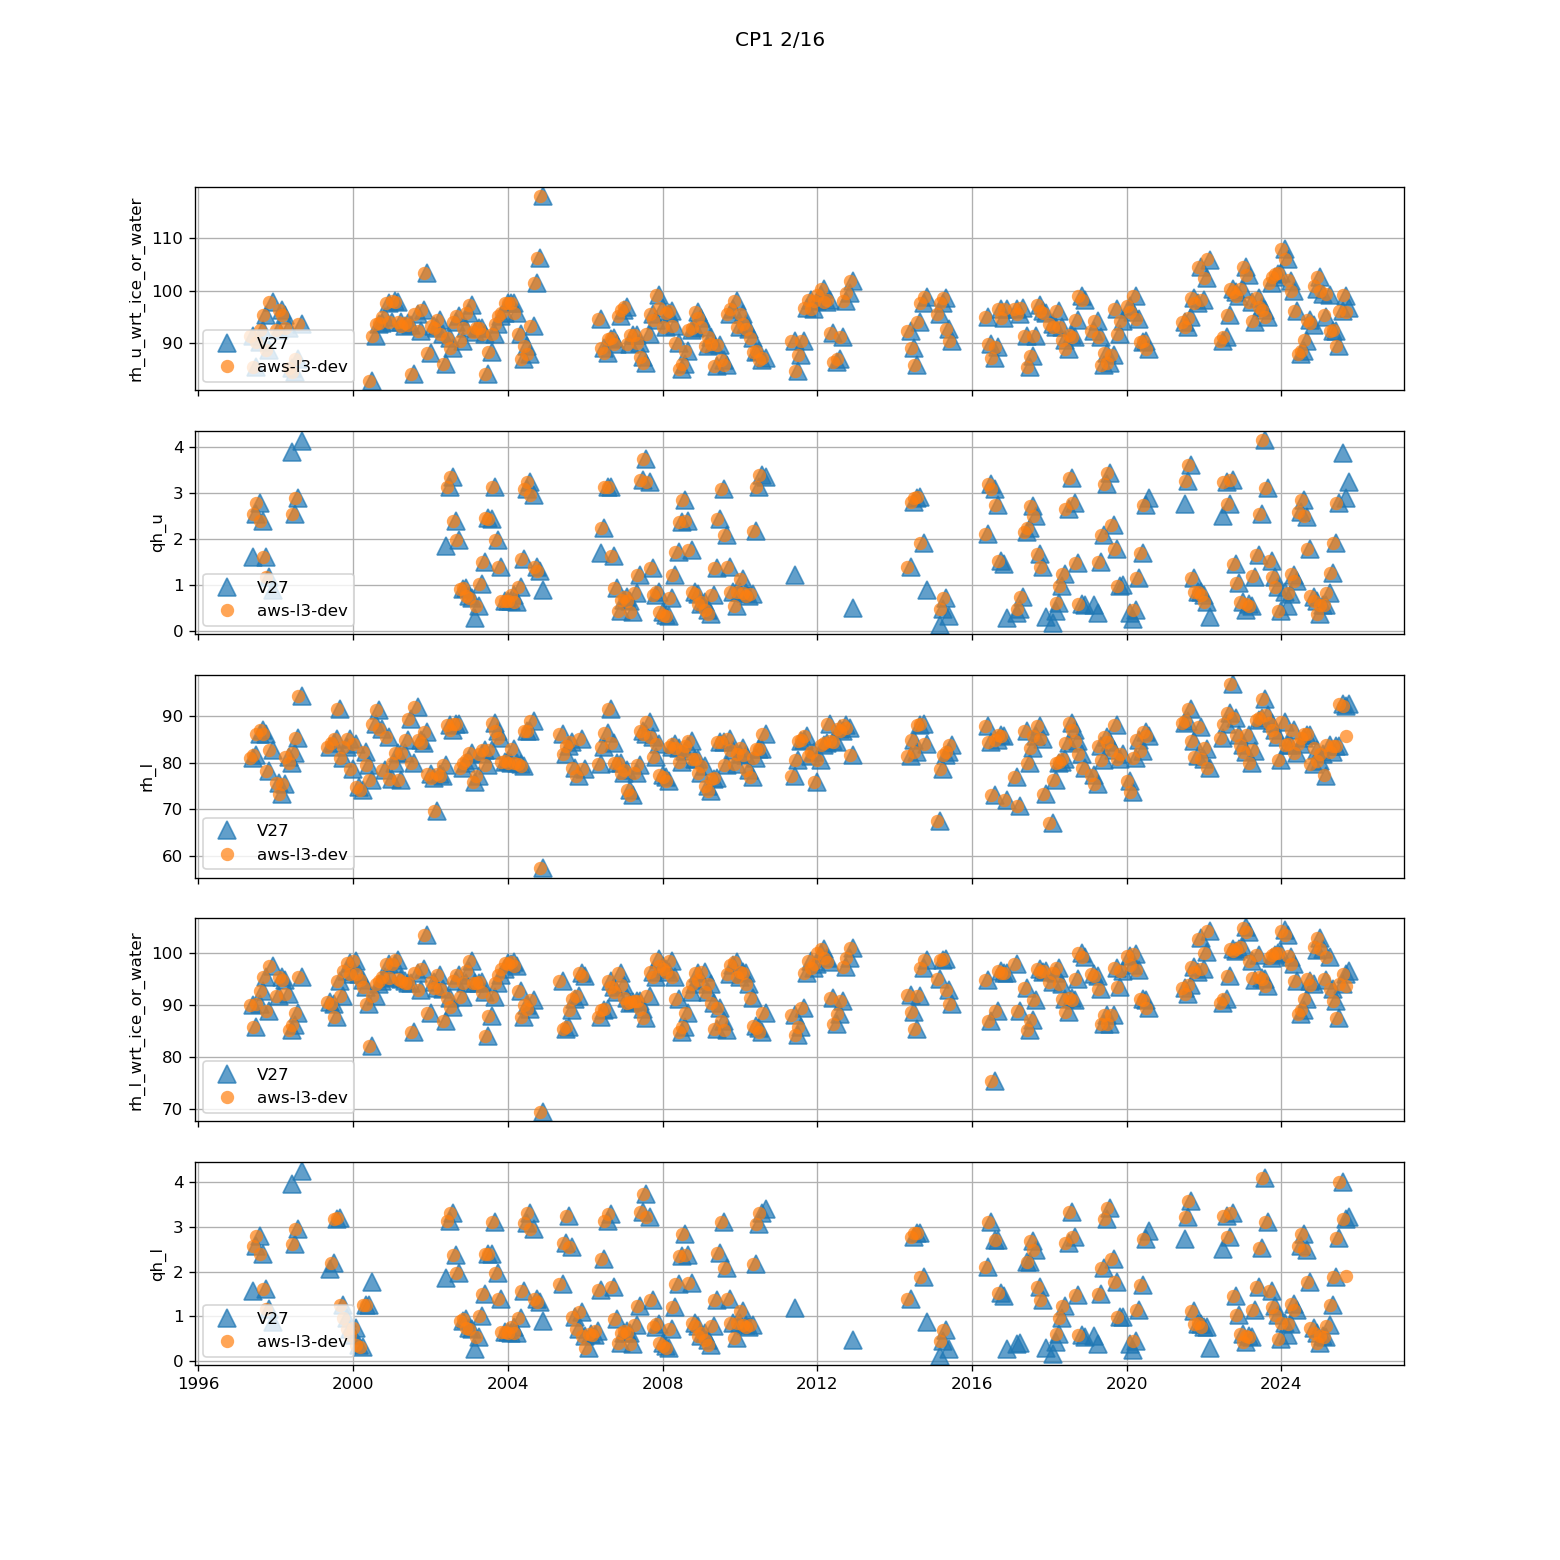 CP1 2/16
rh_u_wrt_ice_or_water
110
100
90
V27
aws-l3-dev
qh_u
4
3
2
1
0
V27
aws-l3-dev
rh_l
90
80
70
60
V27
aws-l3-dev
rh_l_wrt_ice_or_water
100
90
80
70
V27
aws-l3-dev
qh_l
4
3
2
1
0
V27
aws-l3-dev
1996 2000 2004 2008 2012 2016 2020 2024